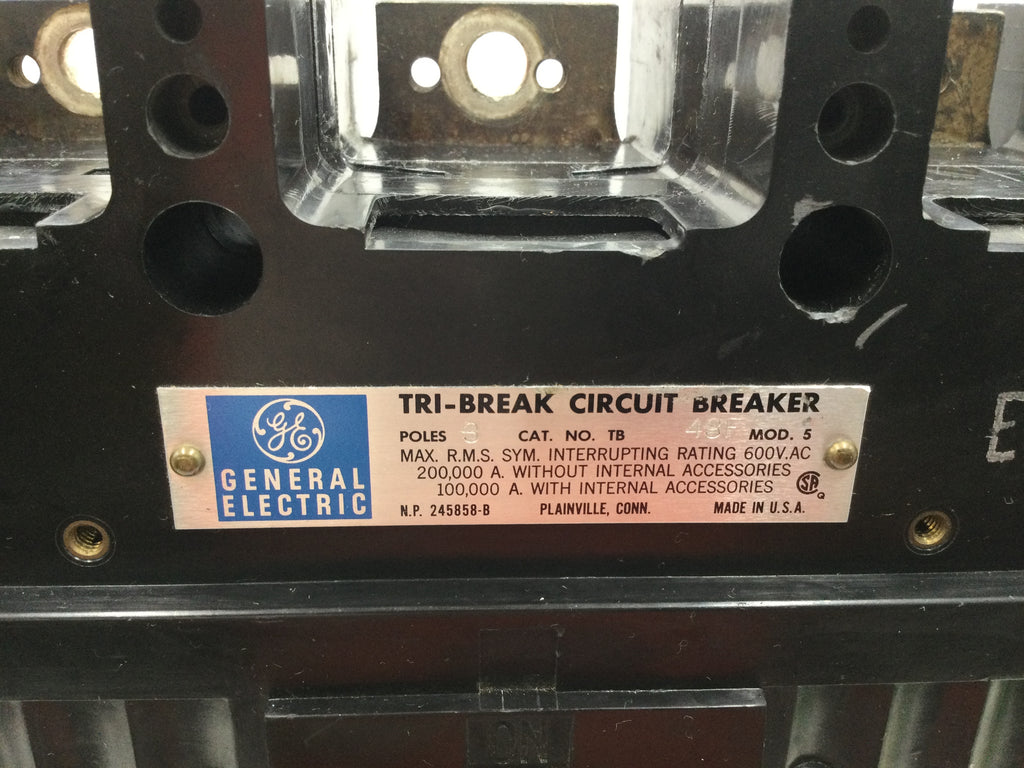 TRI-BREAK CIRCUIT BREAKER
GE
GENERAL
ELECTRIC
POLES 3 CAT. NO. TB MOD. 5
MAX. R.M.S. SYM. INTERRUPTING RATING 600V.AC
200,000 A. WITHOUT INTERNAL ACCESSORIES
100,000 A. WITH INTERNAL ACCESSORIES
N.P. 245858-B PLAINVILLE, CONN. MADE IN U.S.A.
E
ON